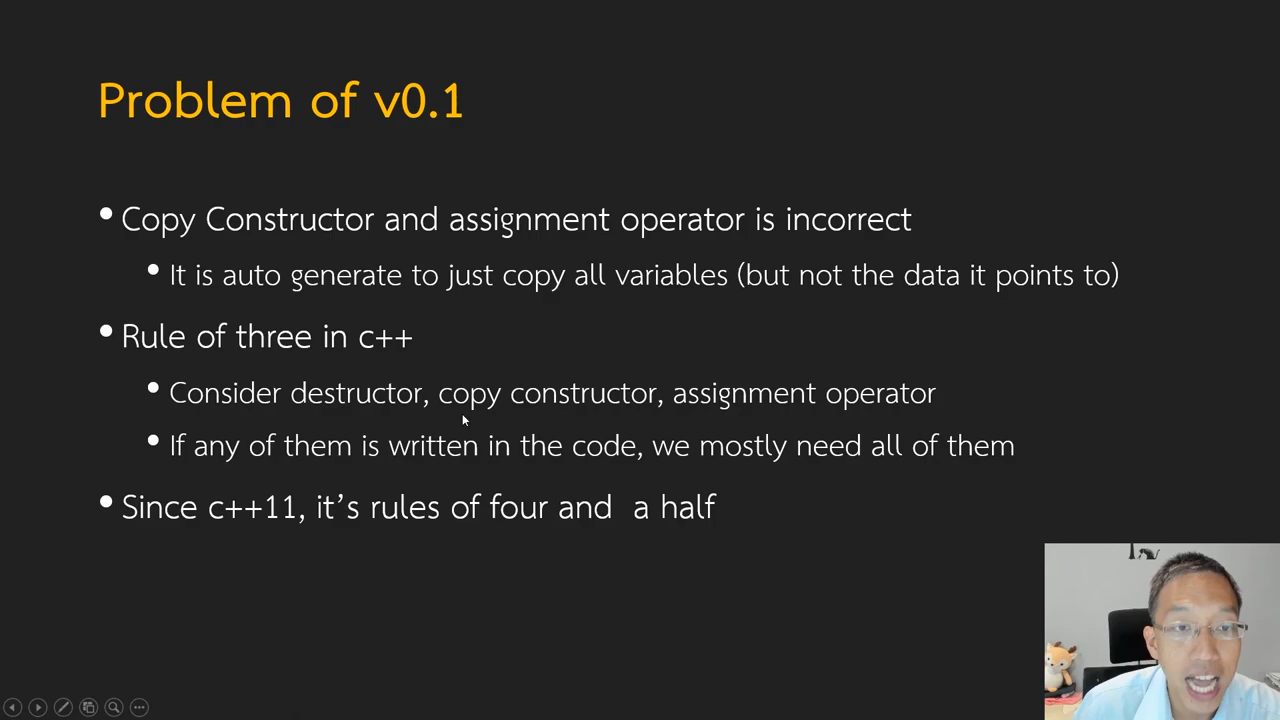 Problem of v0.1
• Copy Constructor and assignment operator is incorrect
• It is auto generate to just copy all variables (but not the data it points to)
• Rule of three in c++
• Consider destructor, copy constructor, assignment operator
• If any of them is written in the code, we mostly need all of them
• Since c++11, it’s rules of four and a half